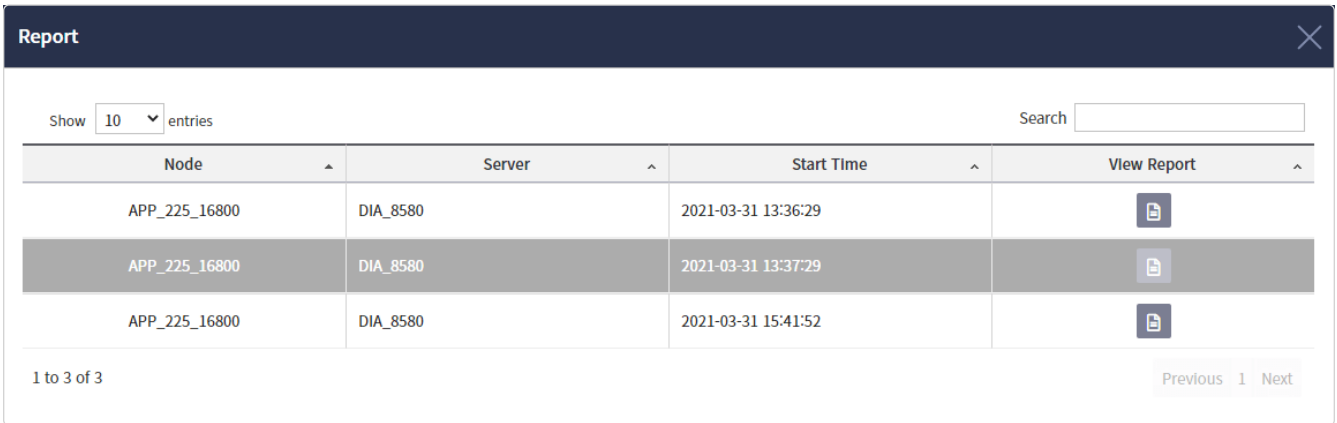 Report
Show 10 entries Search
Node Server Start TIme VIew Report
APP_225_16800 DIA_8580 2021-03-31 13:36:29
APP_225_16800 DIA_8580 2021-03-31 13:37:29
APP_225_16800 DIA_8580 2021-03-31 15:41:52
1 to 3 of 3 Previous 1 Next